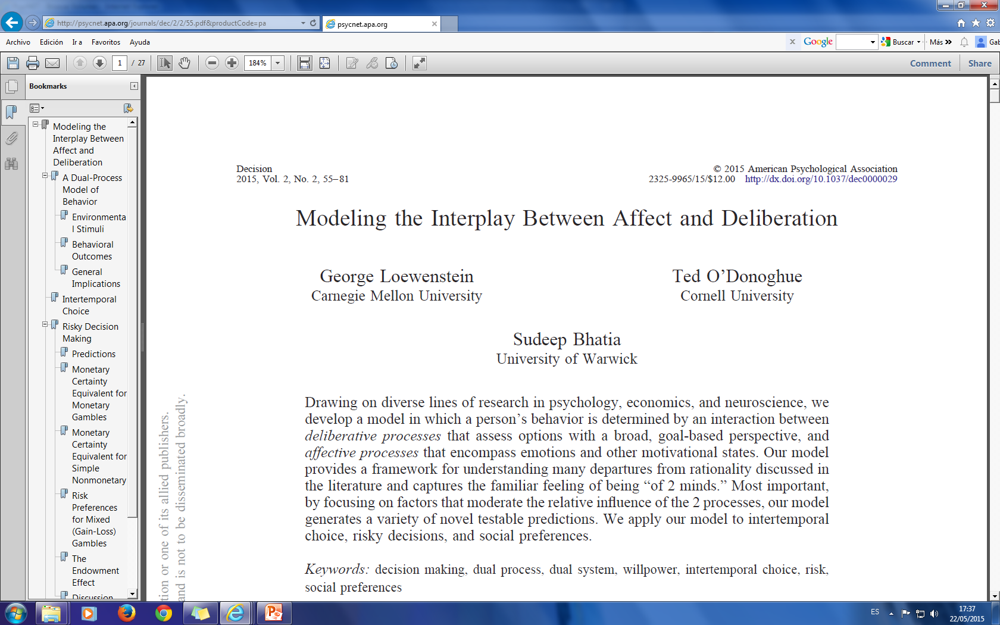 http://psycnet.apa.org/journals/dec/2/2/55.pdf&productCode=pa
psycnet.apa.org
Archivo Edición Ir a Favoritos Ayuda
x Google Buscar Más Gab
1 / 27 184% Comment Share
Bookmarks
Modeling the
Interplay Between
Affect and
Deliberation
A Dual-Process
Model of
Behavior
Environmenta
l Stimuli
Behavioral
Outcomes
General
Implications
Intertemporal
Choice
Risky Decision
Making
Predictions
Monetary
Certainty
Equivalent for
Monetary
Gambles
Monetary
Certainty
Equivalent for
Simple
Nonmonetary
Risk
Preferences
for Mixed
(Gain-Loss)
Gambles
The
Endowment
Effect
Discussion
Decision
2015, Vol. 2, No. 2, 55–81
© 2015 American Psychological Association
2325-9965/15/$12.00 http://dx.doi.org/10.1037/dec0000029
Modeling the Interplay Between Affect and Deliberation
George Loewenstein
Carnegie Mellon University
Ted O’Donoghue
Cornell University
Sudeep Bhatia
University of Warwick
Drawing on diverse lines of research in psychology, economics, and neuroscience, we
develop a model in which a person’s behavior is determined by an interaction between
deliberative processes that assess options with a broad, goal-based perspective, and
affective processes that encompass emotions and other motivational states. Our model
provides a framework for understanding many departures from rationality discussed in
the literature and captures the familiar feeling of being “of 2 minds.” Most important,
by focusing on factors that moderate the relative influence of the 2 processes, our model
generates a variety of novel testable predictions. We apply our model to intertemporal
choice, risky decisions, and social preferences.
Keywords: decision making, dual process, dual system, willpower, intertemporal choice, risk,
social preferences
tion or one of its allied publishers.
and is not to be disseminated broadly.
ES
17:37
22/05/2015